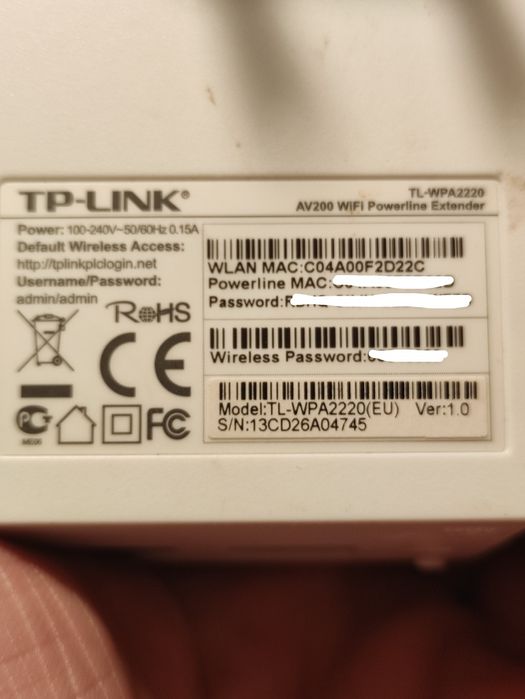 TP-LINK®
TL-WPA2220
AV200 WiFi Powerline Extender
Power: 100-240V~50/60Hz 0.15A
Default Wireless Access:
http://tplinkplclogin.net
Username/Password:
admin/admin
RoHS
CE
FC
WLAN MAC:C04A00F2D22C
Powerline MAC:
Password:
Wireless Password:
Model:TL-WPA2220(EU) Ver:1.0
S/N:13CD26A04745